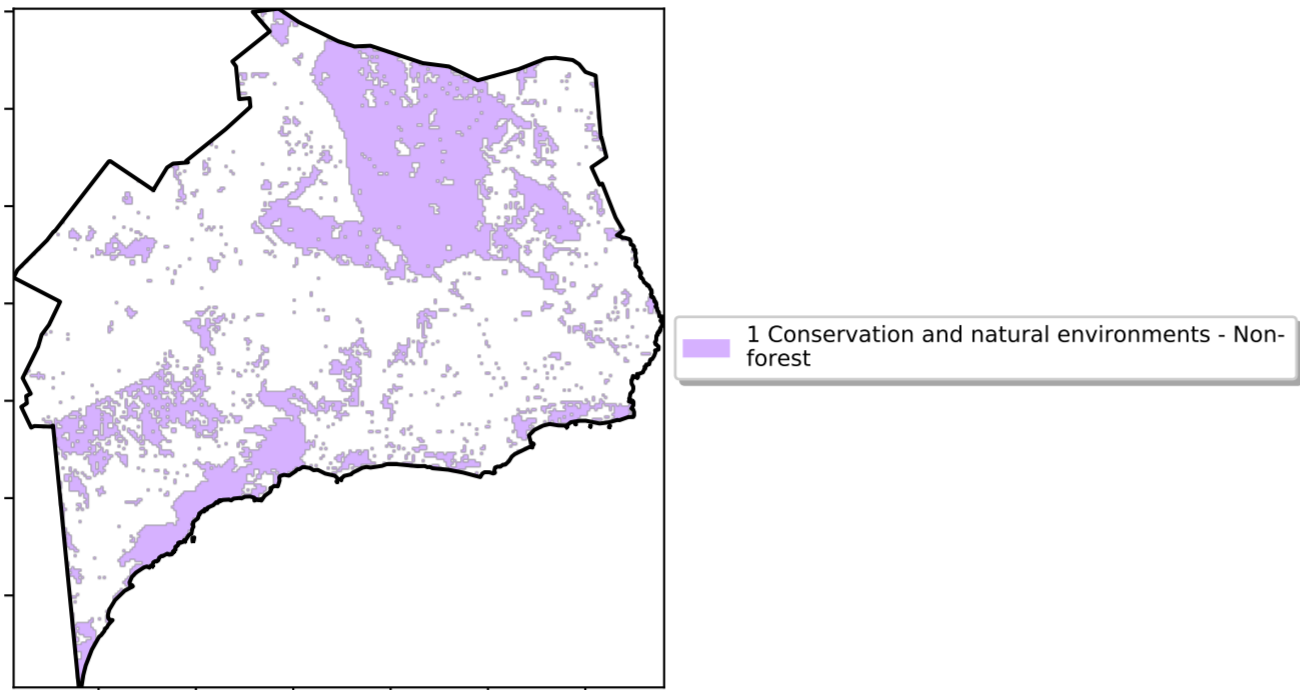 1 Conservation and natural environments - Non-
forest